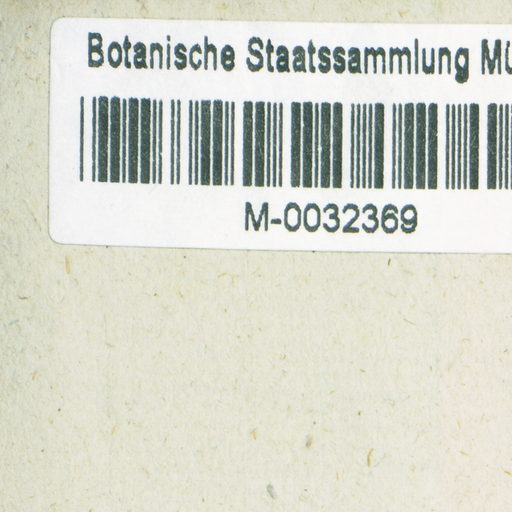 Botanische Staatssammlung Mü
M-0032369